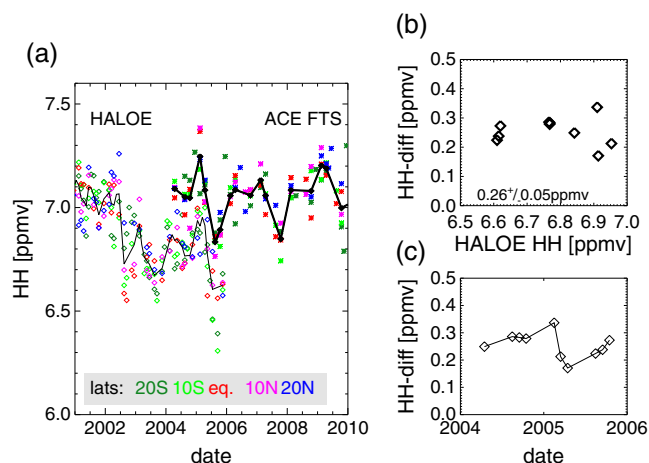 (a)
7.5
7.0
6.5
6.0
HH [ppmv]
HALOE ACE FTS
lats: 20S 10S eq. 10N 20N
2002 2004 2006 2008 2010
date
(b)
0.5
0.4
0.3
0.2
0.1
0.0
HH-diff [ppmv]
0.26+/0.05ppmv
6.5 6.6 6.7 6.8 6.9 7.0
HALOE HH [ppmv]
(c)
0.5
0.4
0.3
0.2
0.1
0.0
HH-diff [ppmv]
2004 2005 2006
date